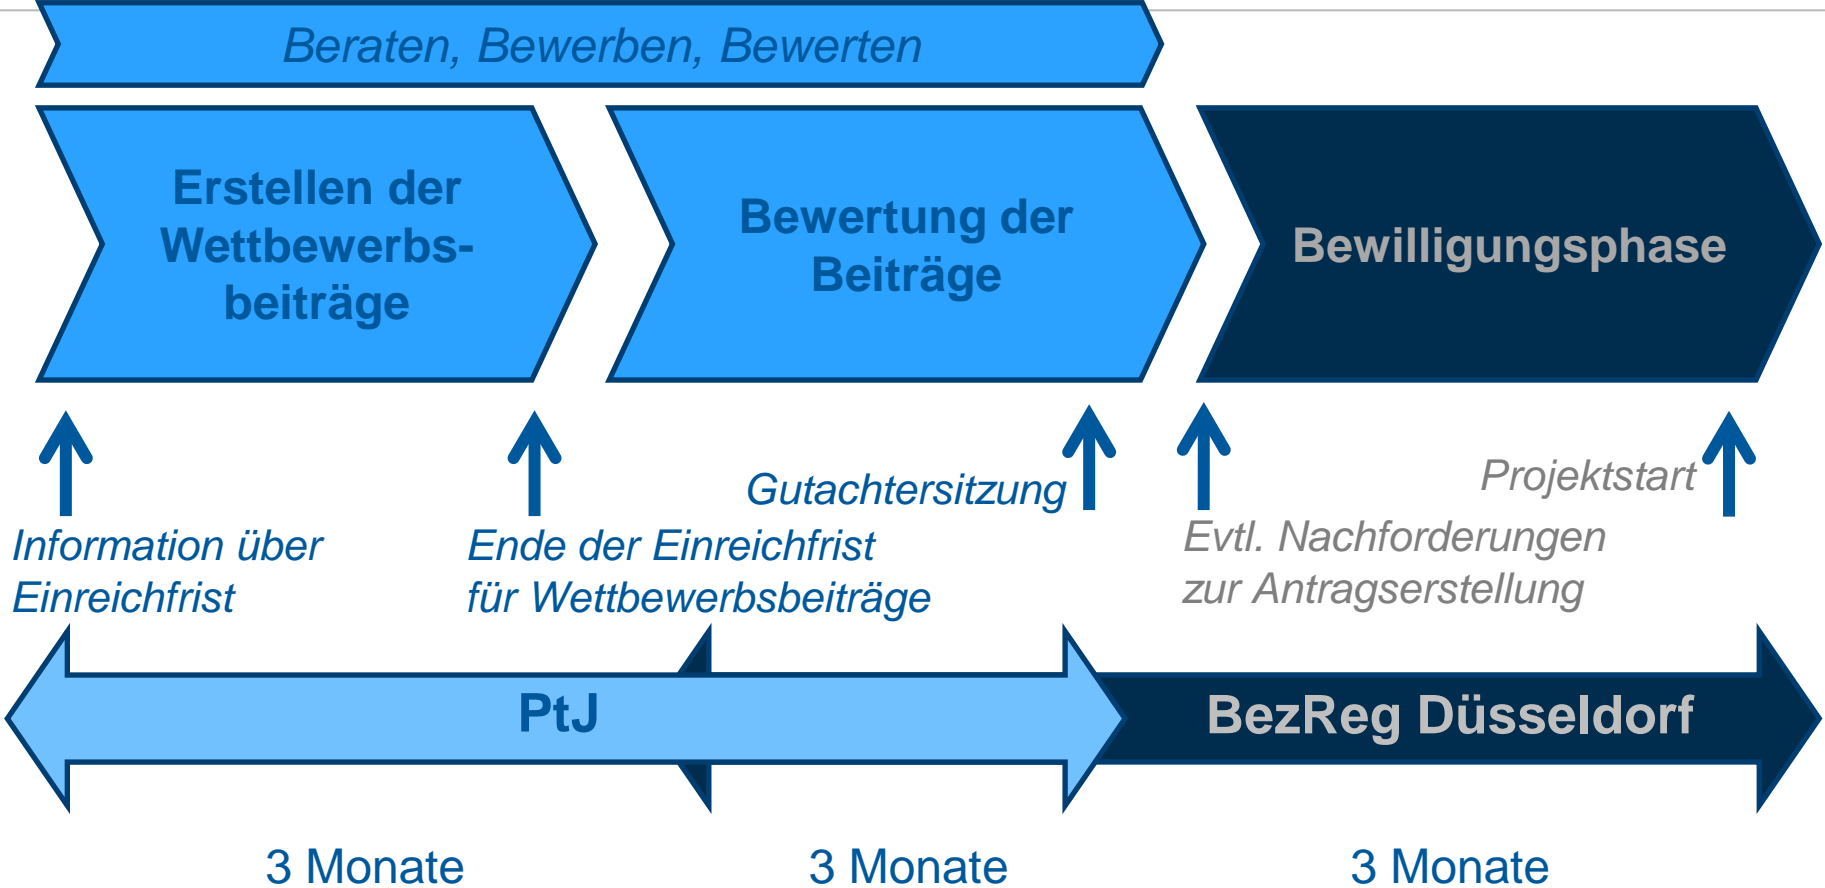 Beraten, Bewerben, Bewerten
Erstellen der
Wettbewerbs-
beiträge
Bewertung der
Beiträge
Bewilligungsphase
Information über
Einreichfrist
Ende der Einreichfrist
für Wettbewerbsbeiträge
Gutachtersitzung
Evtl. Nachforderungen
zur Antragserstellung
Projektstart
PtJ
BezReg Düsseldorf
3 Monate
3 Monate
3 Monate